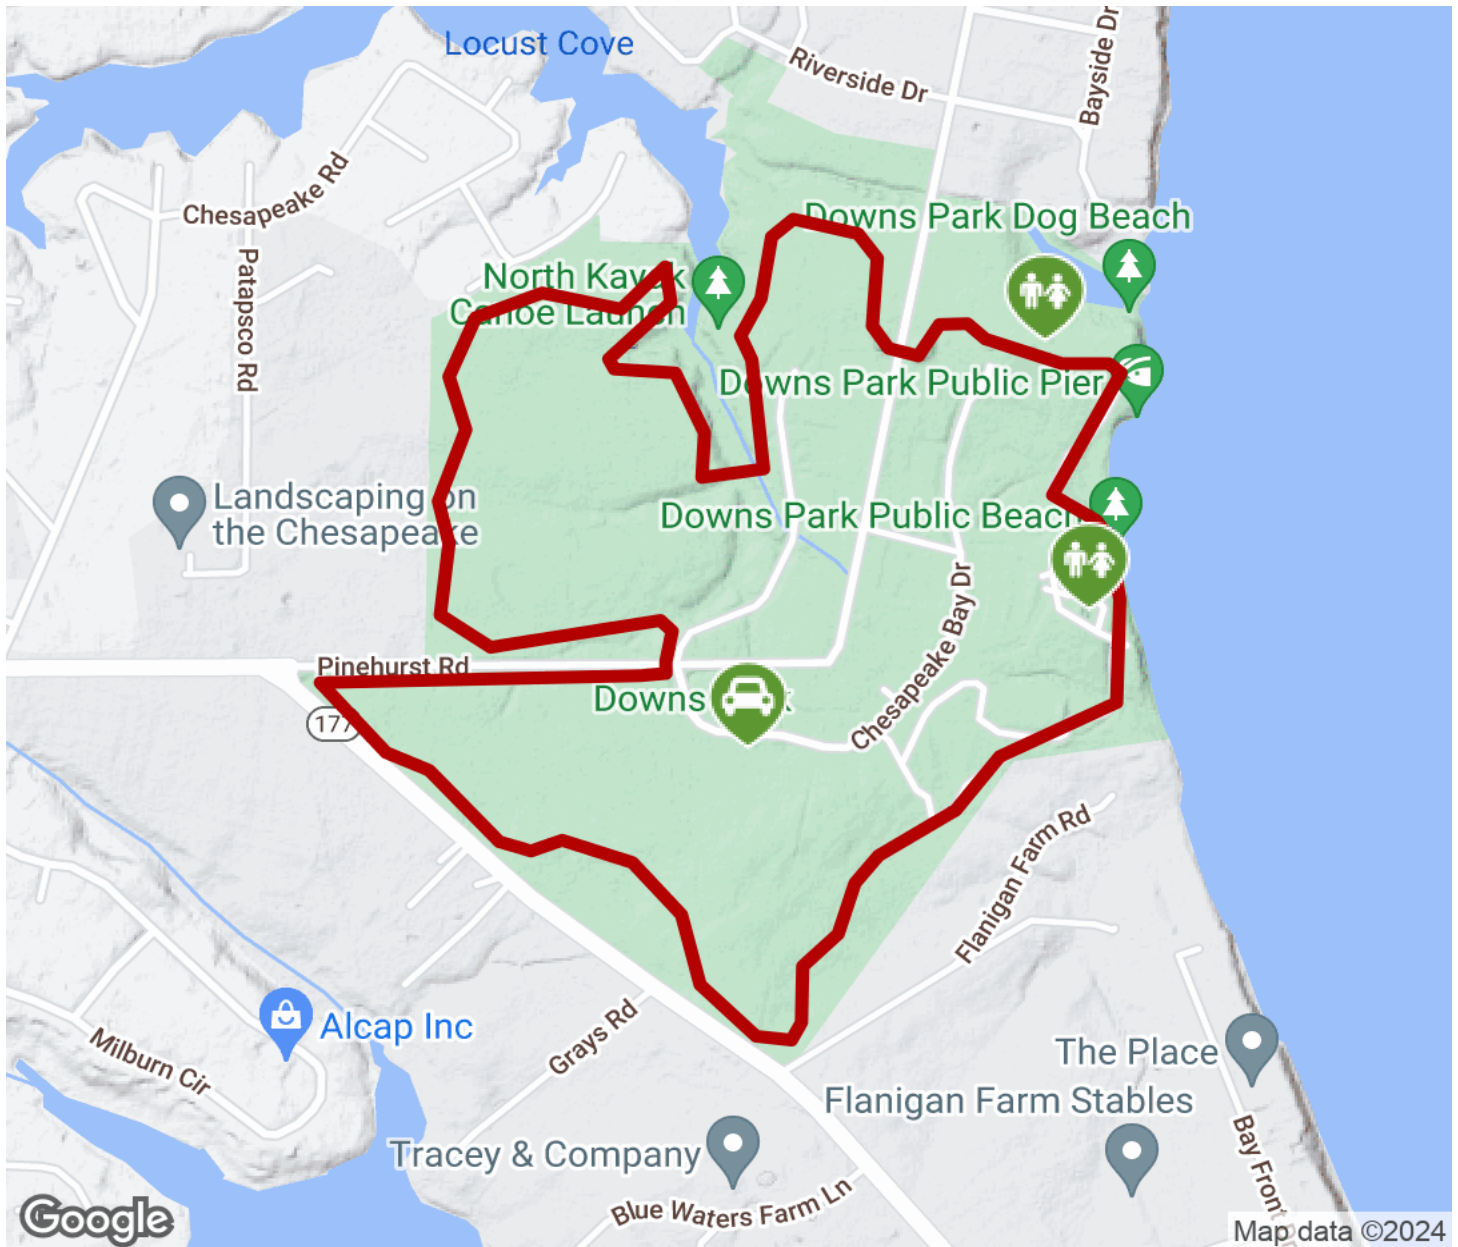 Locust Cove
Riverside Dr
Bayside Dr
Chesapeake Rd
Downs Park Dog Beach
Patapsco Rd
North Kayak
Canoe Launch
Downs Park Public Pier
Landscaping on
the Chesapeake
Downs Park Public Beach
Chesapeake Bay Dr
Pinehurst Rd
Downs
177
Flanigan Farm Rd
Alcap Inc
Grays Rd
Milburn Cir
The Place
Flanigan Farm Stables
Tracey & Company
Bay Front
Blue Waters Farm Ln
Google
Map data ©2024